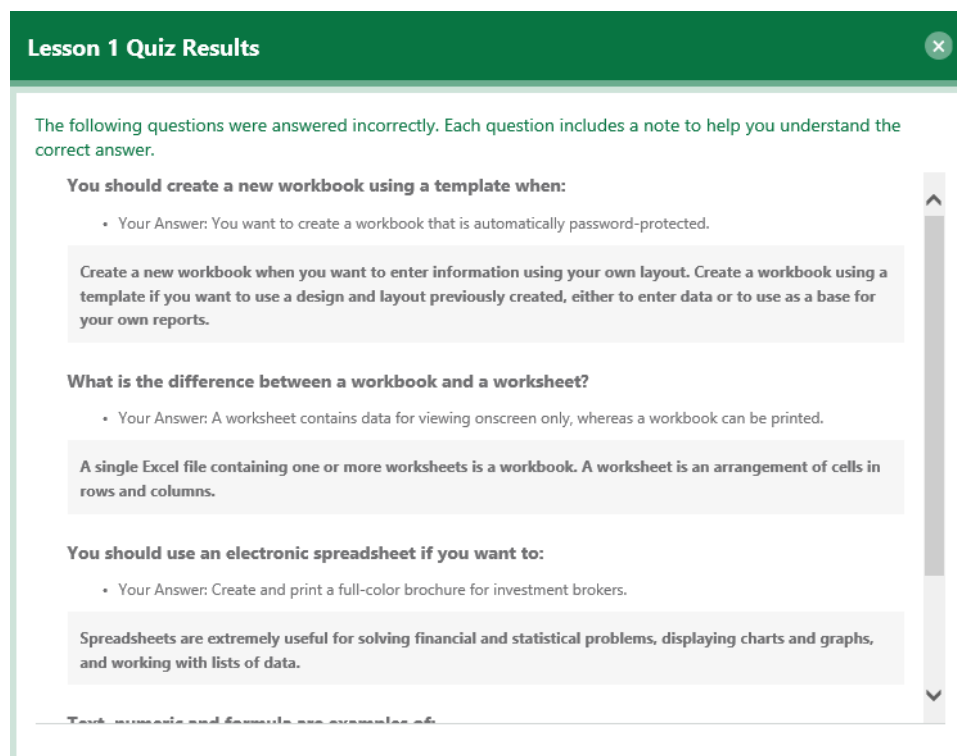 Lesson 1 Quiz Results
The following questions were answered incorrectly. Each question includes a note to help you understand the
correct answer.
You should create a new workbook using a template when:
• Your Answer: You want to create a workbook that is automatically password-protected.
Create a new workbook when you want to enter information using your own layout. Create a workbook using a
template if you want to use a design and layout previously created, either to enter data or to use as a base for
your own reports.
What is the difference between a workbook and a worksheet?
• Your Answer: A worksheet contains data for viewing onscreen only, whereas a workbook can be printed.
A single Excel file containing one or more worksheets is a workbook. A worksheet is an arrangement of cells in
rows and columns.
You should use an electronic spreadsheet if you want to:
• Your Answer: Create and print a full-color brochure for investment brokers.
Spreadsheets are extremely useful for solving financial and statistical problems, displaying charts and graphs,
and working with lists of data.
Text, numeric and formula are examples of: